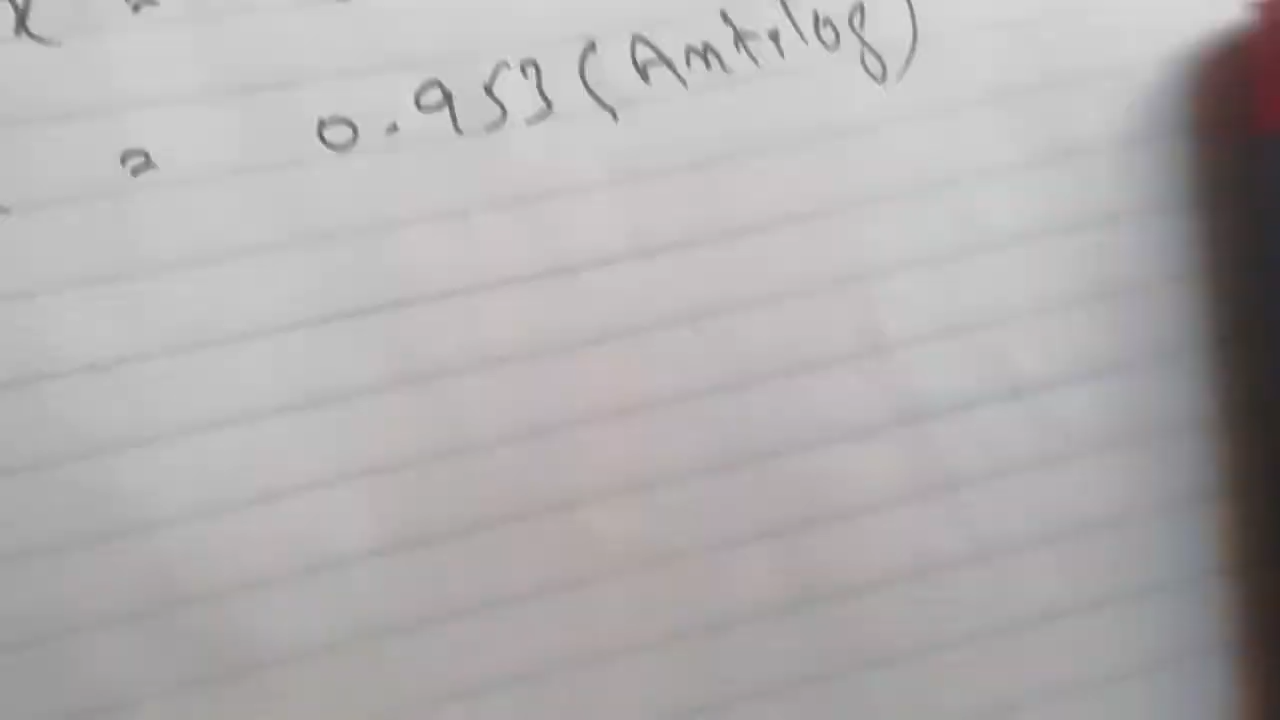 x =
= 0.953 (Antilog)